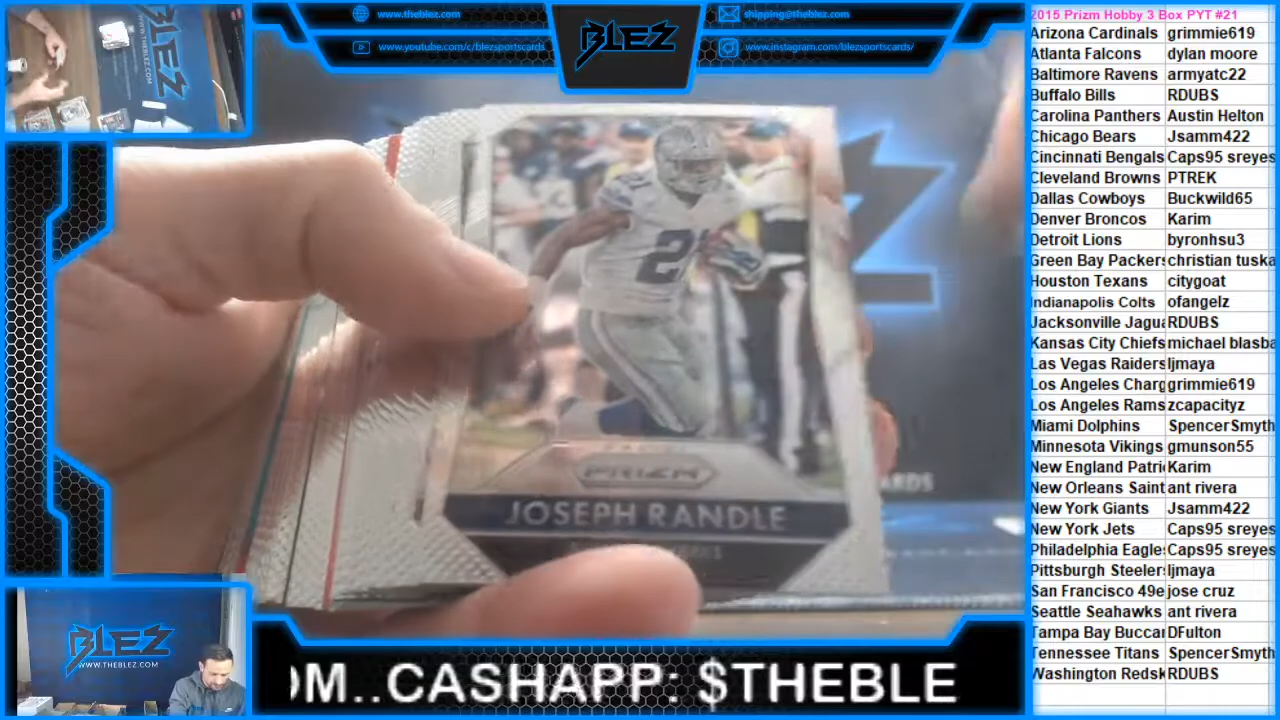 www.theblez.com
shipping@theblez.com
www.youtube.com/c/blezsportscards
www.instagram.com/blezsportscards/
BLEZ
2015 Prizm Hobby 3 Box PYT #21
Arizona Cardinals grimmie619
Atlanta Falcons dylan moore
Baltimore Ravens armyatc22
Buffalo Bills RDUBS
Carolina Panthers Austin Helton
Chicago Bears Jsamm422
Cincinnati Bengals Caps95 sreyes
Cleveland Browns PTREK
Dallas Cowboys Buckwild65
Denver Broncos Karim
Detroit Lions byronhsu3
Green Bay Packers christian tuska
Houston Texans citygoat
Indianapolis Colts ofangelz
Jacksonville Jagua RDUBS
Kansas City Chiefs michael blasba
Las Vegas Raiders ljmaya
Los Angeles Charg grimmie619
Los Angeles Rams zcapacityz
Miami Dolphins SpencerSmyth
Minnesota Vikings gmunson55
New England Patri Karim
New Orleans Saint ant rivera
New York Giants Jsamm422
New York Jets Caps95 sreyes
Philadelphia Eagle Caps95 sreyes
Pittsburgh Steeler ljmaya
San Francisco 49e jose cruz
Seattle Seahawks ant rivera
Tampa Bay Buccar DFulton
Tennessee Titans SpencerSmyth
Washington Redsk RDUBS
PRIZM
JOSEPH RANDLE
ARDS
BLEZ
WWW.THEBLEZ.COM
OM..CASHAPP: $THEBLE